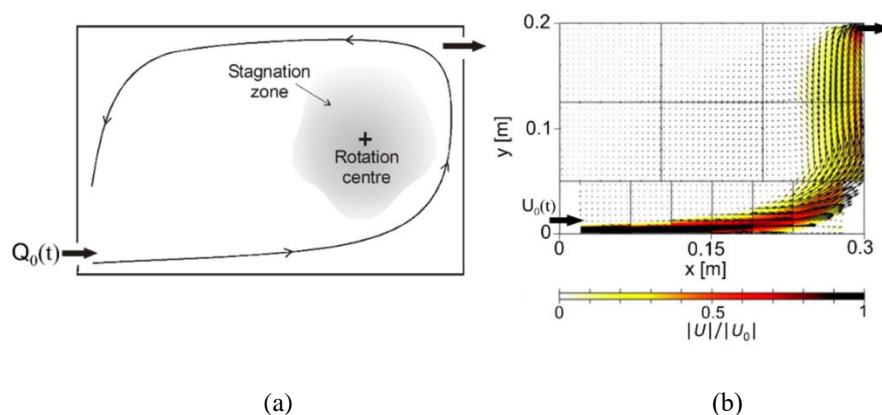 Stagnation
zone
+
Rotation
centre
Q₀(t)
(a)
(b)
0.2
0.1
0
y [m]
U₀(t)
0
0.15
0.3
x [m]
0
0.5
1
|U|/|U₀|